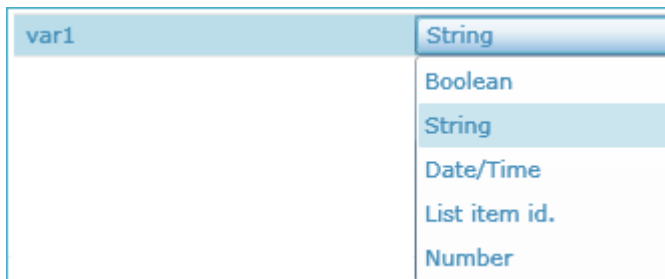 var1 String
Boolean
String
Date/Time
List item id.
Number